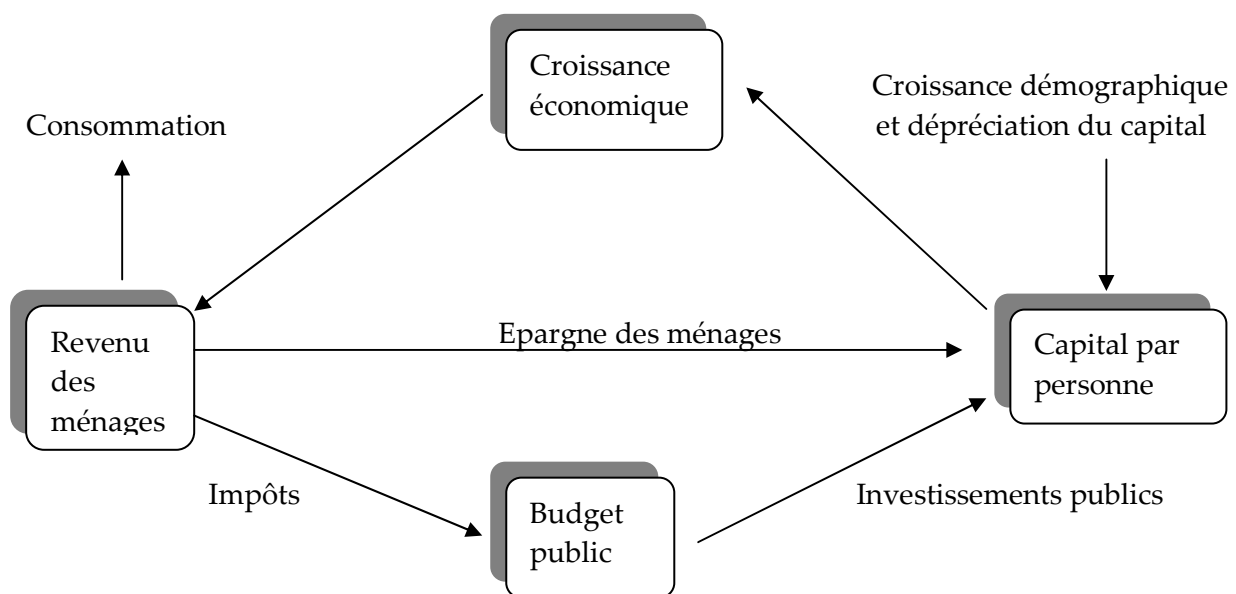 Croissance
économique
Croissance démographique
et dépréciation du capital
Consommation
Revenu
des
ménages
Epargne des ménages
Capital par
personne
Impôts
Budget
public
Investissements publics